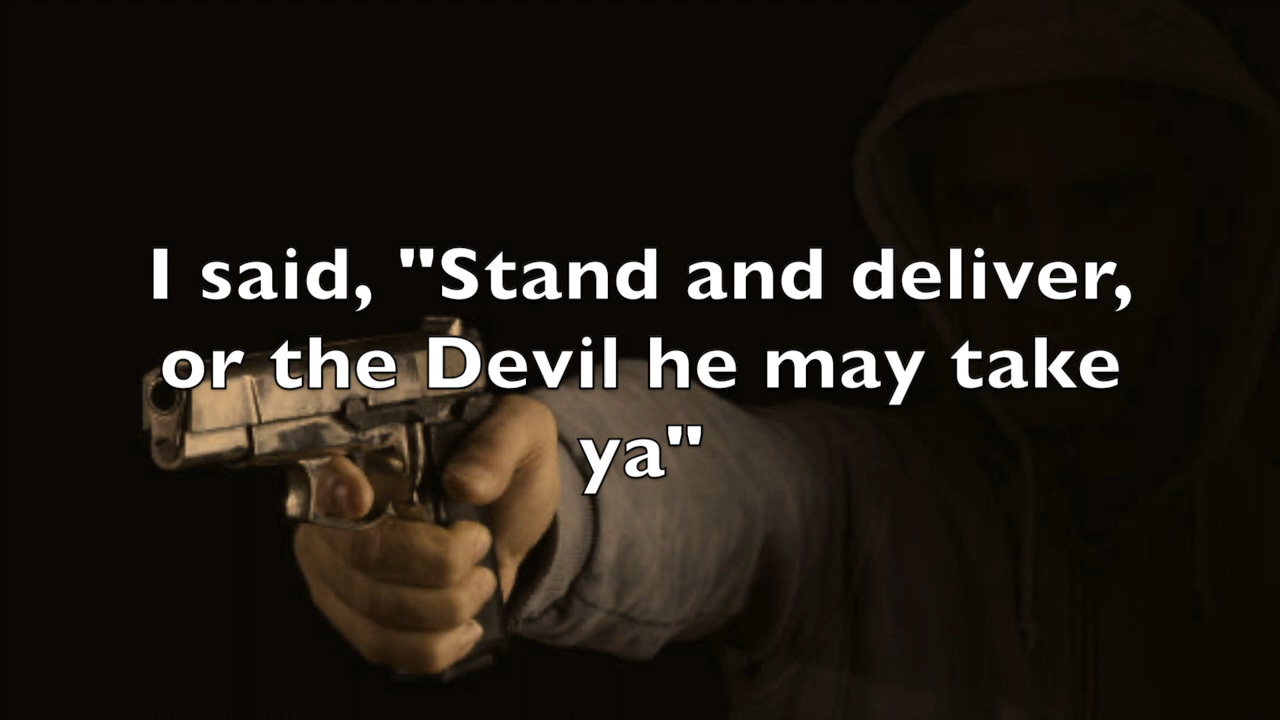 I said, "Stand and deliver,
or the Devil he may take
ya"